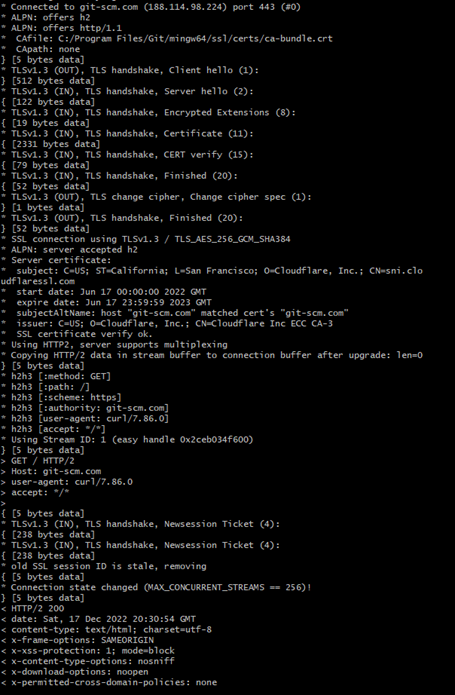 * Connected to git-scm.com (188.114.98.224) port 443 (#0)
* ALPN: offers h2
* ALPN: offers http/1.1
*  CAfile: C:/Program Files/Git/mingw64/ssl/certs/ca-bundle.crt
*  CApath: none
} [5 bytes data]
* TLSv1.3 (OUT), TLS handshake, Client hello (1):
} [512 bytes data]
* TLSv1.3 (IN), TLS handshake, Server hello (2):
{ [122 bytes data]
* TLSv1.3 (IN), TLS handshake, Encrypted Extensions (8):
{ [19 bytes data]
* TLSv1.3 (IN), TLS handshake, Certificate (11):
{ [2331 bytes data]
* TLSv1.3 (IN), TLS handshake, CERT verify (15):
{ [79 bytes data]
* TLSv1.3 (IN), TLS handshake, Finished (20):
{ [52 bytes data]
* TLSv1.3 (OUT), TLS change cipher, Change cipher spec (1):
} [1 bytes data]
* TLSv1.3 (OUT), TLS handshake, Finished (20):
} [52 bytes data]
* SSL connection using TLSv1.3 / TLS_AES_256_GCM_SHA384
* ALPN: server accepted h2
* Server certificate:
*  subject: C=US; ST=California; L=San Francisco; O=Cloudflare, Inc.; CN=sni.clo
udflaressl.com
*  start date: Jun 17 00:00:00 2022 GMT
*  expire date: Jun 17 23:59:59 2023 GMT
*  subjectAltName: host "git-scm.com" matched cert's "git-scm.com"
*  issuer: C=US; O=Cloudflare, Inc.; CN=Cloudflare Inc ECC CA-3
*  SSL certificate verify ok.
* Using HTTP2, server supports multiplexing
* Copying HTTP/2 data in stream buffer to connection buffer after upgrade: len=0
} [5 bytes data]
* h2h3 [:method: GET]
* h2h3 [:path: /]
* h2h3 [:scheme: https]
* h2h3 [:authority: git-scm.com]
* h2h3 [user-agent: curl/7.86.0]
* h2h3 [accept: */*]
* Using Stream ID: 1 (easy handle 0x2ceb034f600)
} [5 bytes data]
> GET / HTTP/2
> Host: git-scm.com
> user-agent: curl/7.86.0
> accept: */*
>
{ [5 bytes data]
* TLSv1.3 (IN), TLS handshake, Newsession Ticket (4):
{ [238 bytes data]
* TLSv1.3 (IN), TLS handshake, Newsession Ticket (4):
{ [238 bytes data]
* old SSL session ID is stale, removing
{ [5 bytes data]
* Connection state changed (MAX_CONCURRENT_STREAMS == 256)!
} [5 bytes data]
< HTTP/2 200
< date: Sat, 17 Dec 2022 20:30:54 GMT
< content-type: text/html; charset=utf-8
< x-frame-options: SAMEORIGIN
< x-xss-protection: 1; mode=block
< x-content-type-options: nosniff
< x-download-options: noopen
< x-permitted-cross-domain-policies: none